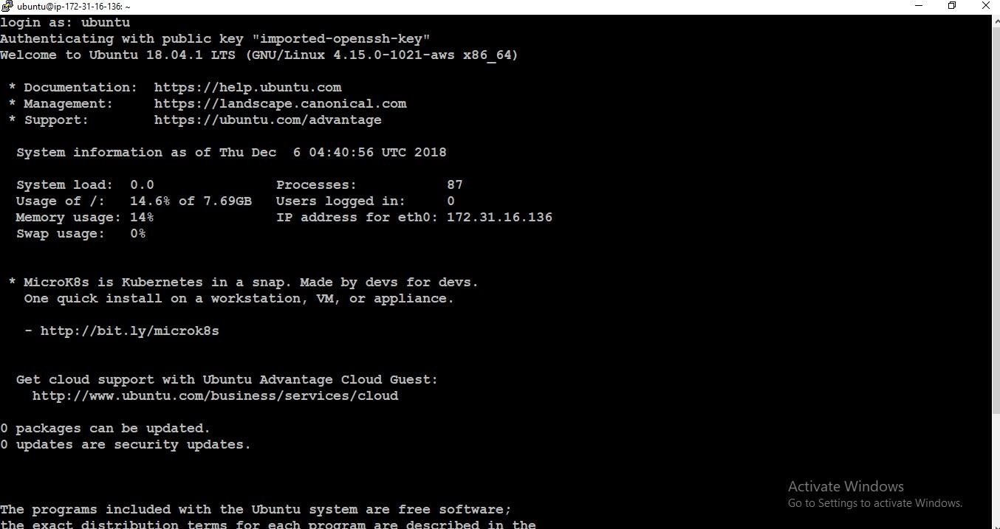 ubuntu@ip-172-31-16-136: ~
login as: ubuntu
Authenticating with public key "imported-openssh-key"
Welcome to Ubuntu 18.04.1 LTS (GNU/Linux 4.15.0-1021-aws x86_64)
* Documentation:  https://help.ubuntu.com
* Management:     https://landscape.canonical.com
* Support:        https://ubuntu.com/advantage
System information as of Thu Dec  6 04:40:56 UTC 2018
System load:  0.0               Processes:           87
Usage of /:   14.6% of 7.69GB   Users logged in:     0
Memory usage: 14%               IP address for eth0: 172.31.16.136
Swap usage:   0%
* MicroK8s is Kubernetes in a snap. Made by devs for devs.
One quick install on a workstation, VM, or appliance.
- http://bit.ly/microk8s
Get cloud support with Ubuntu Advantage Cloud Guest:
http://www.ubuntu.com/business/services/cloud
0 packages can be updated.
0 updates are security updates.
Activate Windows
Go to Settings to activate Windows.
The programs included with the Ubuntu system are free software;
the exact distribution terms for each program are described in the